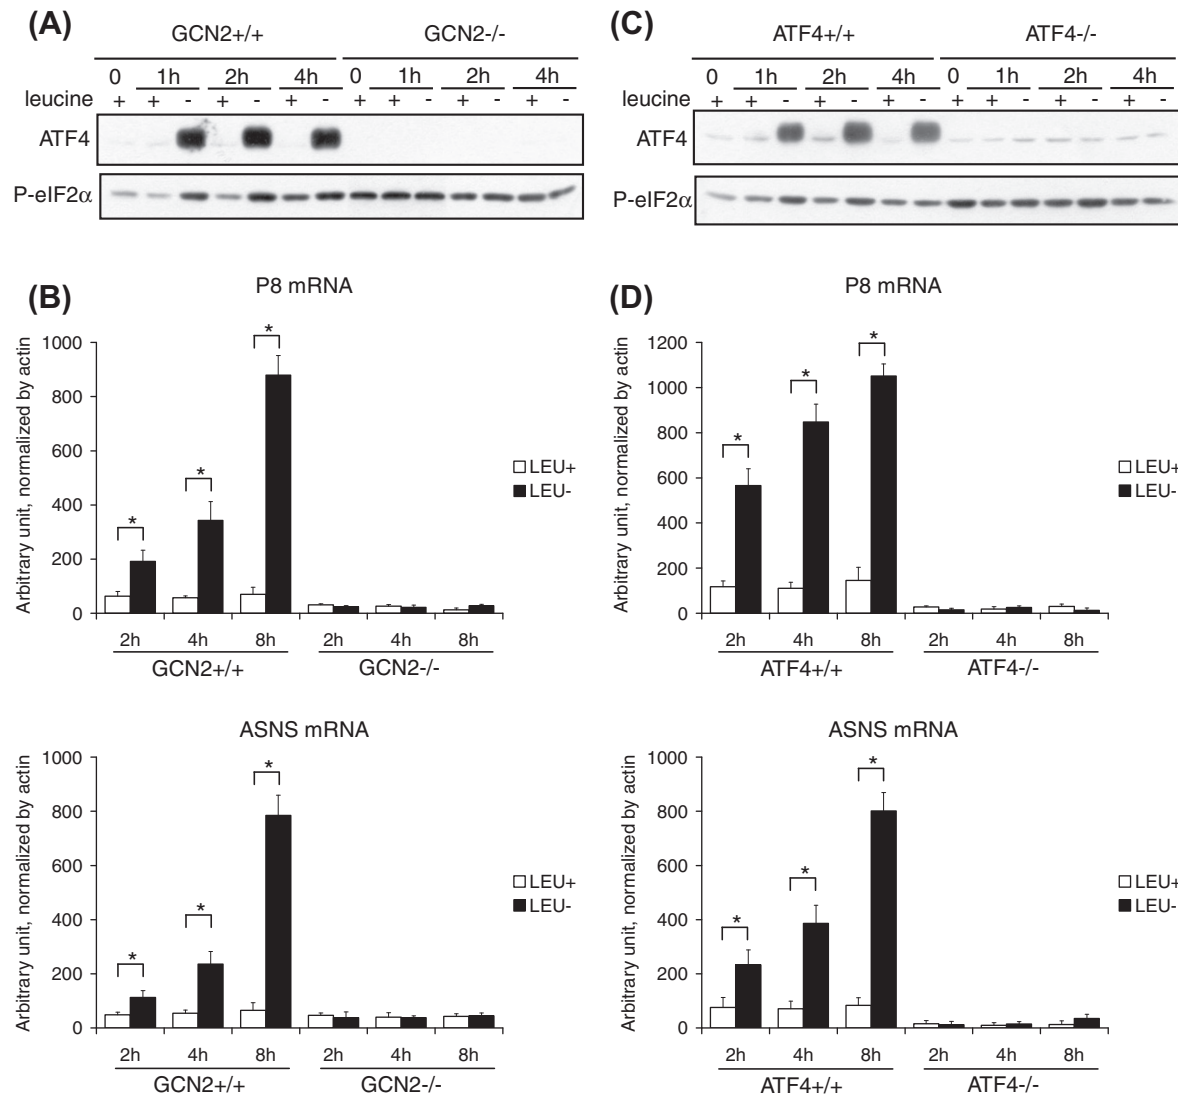 (A)
GCN2+/+ GCN2-/-
0 1h 2h 4h 0 1h 2h 4h
leucine + + - + - + - + + - + - + -
ATF4
P-eIF2α
(C)
ATF4+/+ ATF4-/-
0 1h 2h 4h 0 1h 2h 4h
leucine + + - + - + - + + - + - + -
ATF4
P-eIF2α
(B)
P8 mRNA
Arbitrary unit, normalized by actin
1000
800
600
400
200
0
* * *
LEU+
LEU-
2h 4h 8h 2h 4h 8h
GCN2+/+ GCN2-/-
ASNS mRNA
Arbitrary unit, normalized by actin
1000
800
600
400
200
0
* * *
LEU+
LEU-
2h 4h 8h 2h 4h 8h
GCN2+/+ GCN2-/-
(D)
P8 mRNA
Arbitrary unit, normalized by actin
1200
1000
800
600
400
200
0
* * *
LEU+
LEU-
2h 4h 8h 2h 4h 8h
ATF4+/+ ATF4-/-
ASNS mRNA
Arbitrary unit, normalized by actin
1000
800
600
400
200
0
* * *
LEU+
LEU-
2h 4h 8h 2h 4h 8h
ATF4+/+ ATF4-/-